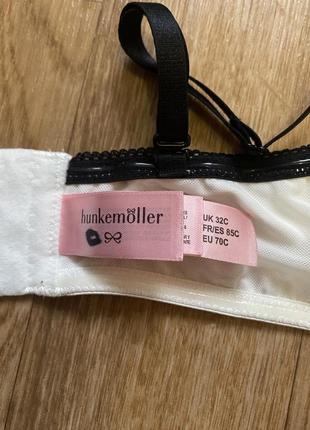 hunkemöller
UK 32C
FR/ES 85C
EU 70C